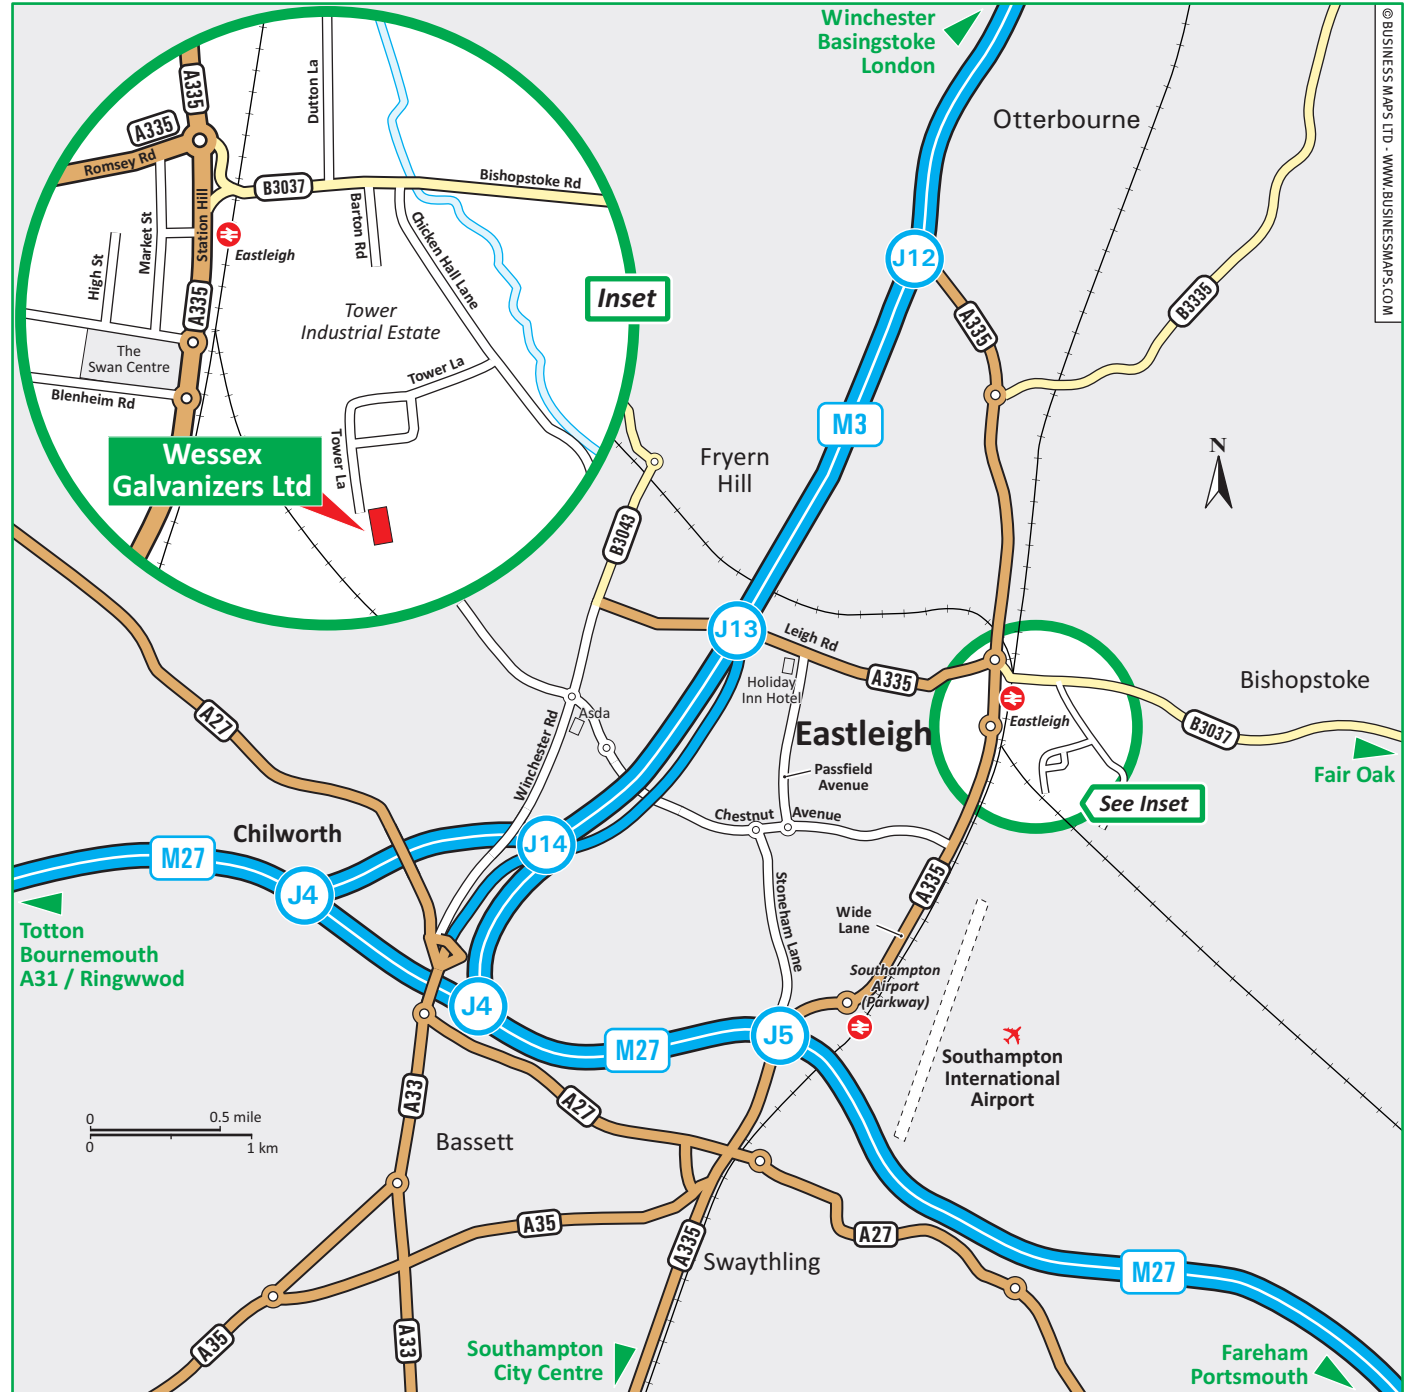 Winchester
Basingstoke
London
© BUSINESS MAPS LTD - WWW.BUSINESSMAPS.COM
Otterbourne
A335
A335
Romsey Rd
Dutton La
B3037
Bishopstoke Rd
Station Hill
Market St
High St
Barton Rd
Chicken Hall Lane
Eastleigh
A335
Tower
Industrial Estate
The
Swan Centre
Blenheim Rd
Tower La
Tower La
Wessex
Galvanizers Ltd
Inset
J12
A335
B3335
M3
Fryern
Hill
N
B3043
J13
Leigh Rd
A335
Holiday
Inn Hotel
Eastleigh
Bishopstoke
B3037
Fair Oak
Eastleigh
See Inset
A27
Asda
Winchester Rd
Passfield
Avenue
Chestnut
Avenue
Chilworth
M27
J14
J4
A335
Stoneham Lane
Wide
Lane
Totton
Bournemouth
A31 / Ringwwod
Southampton
Airport
(Parkway)
J4
J5
M27
Southampton
International
Airport
A33
A27
0
0.5 mile
0
1 km
Bassett
A35
A335
A27
Swaythling
M27
A35
A33
Southampton
City Centre
Fareham
Portsmouth